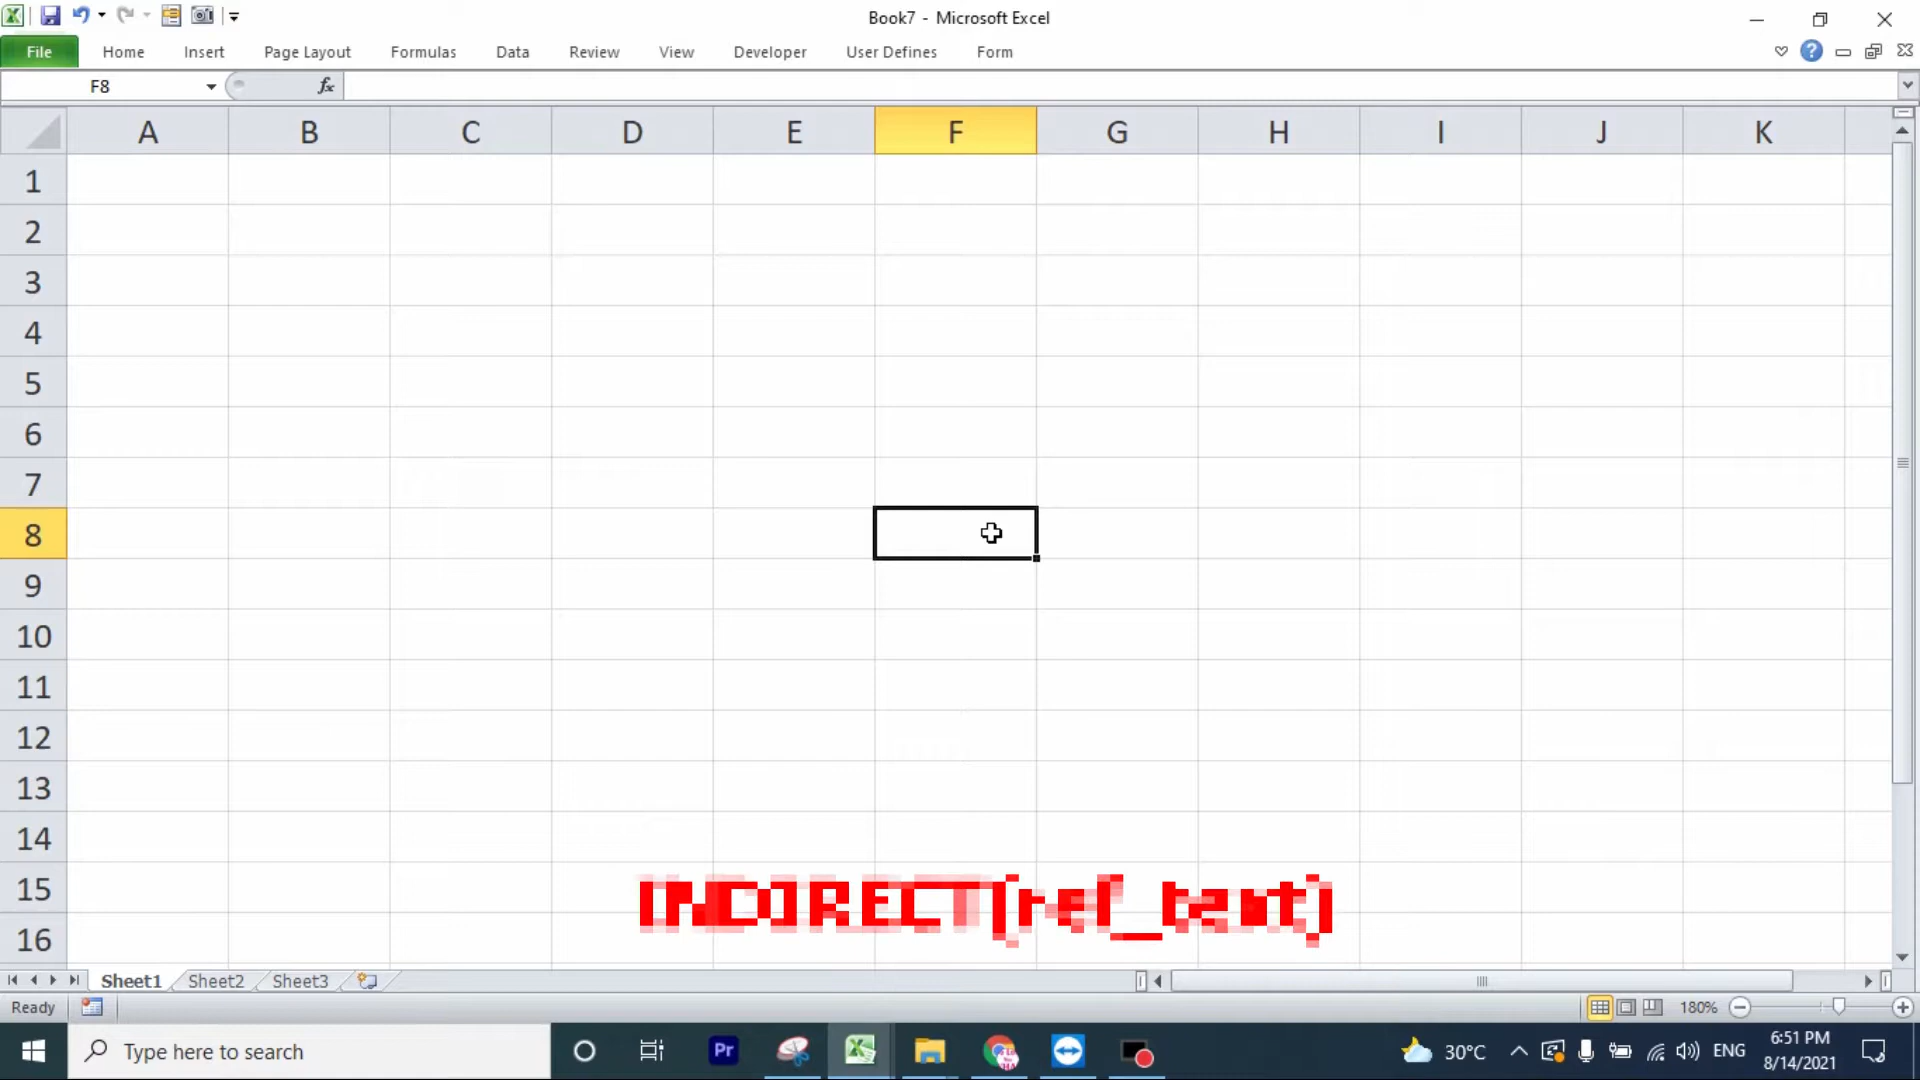 Book7 - Microsoft Excel
File Home Insert Page Layout Formulas Data Review View Developer User Defines Form
F8 fx
A B C D E F G H I J K
1
2
3
4
5
6
7
8
9
10
11
12
13
14
15
INDIRECT(ref_text)
16
Sheet1 Sheet2 Sheet3
Ready 180%
Type here to search Pr 30°C ENG 6:51 PM
8/14/2021